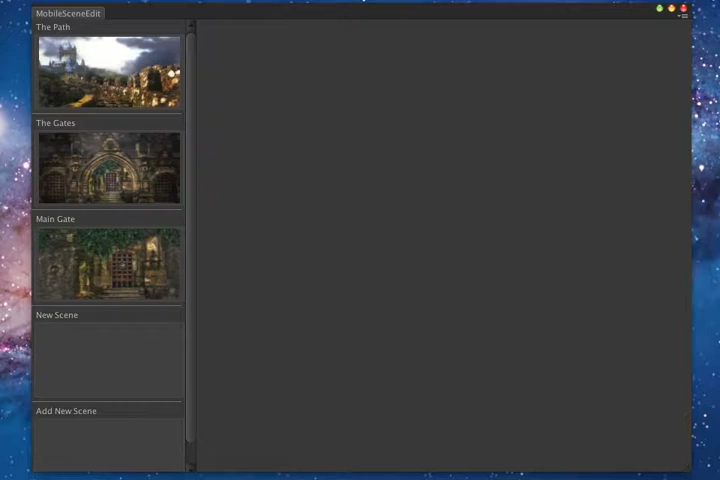 MobileSceneEdit
The Path
The Gates
Main Gate
New Scene
Add New Scene